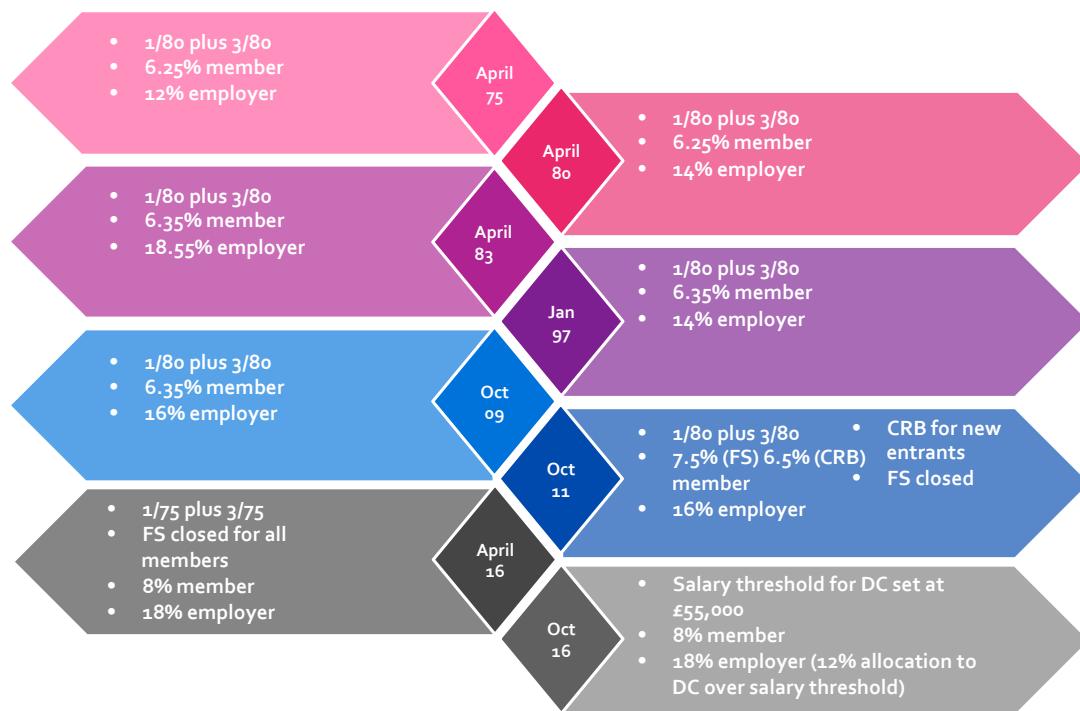 • 1/80 plus 3/80
• 6.25% member
• 12% employer
April
75
• 1/80 plus 3/80
• 6.25% member
• 14% employer
April
80
• 1/80 plus 3/80
• 6.35% member
• 18.55% employer
April
83
• 1/80 plus 3/80
• 6.35% member
• 14% employer
Jan
97
• 1/80 plus 3/80
• 6.35% member
• 16% employer
Oct
09
• 1/80 plus 3/80
• 7.5% (FS) 6.5% (CRB)
member
• 16% employer
• CRB for new
entrants
• FS closed
Oct
11
• 1/75 plus 3/75
• FS closed for all
members
• 8% member
• 18% employer
April
16
• Salary threshold for DC set at
£55,000
• 8% member
• 18% employer (12% allocation to
DC over salary threshold)
Oct
16